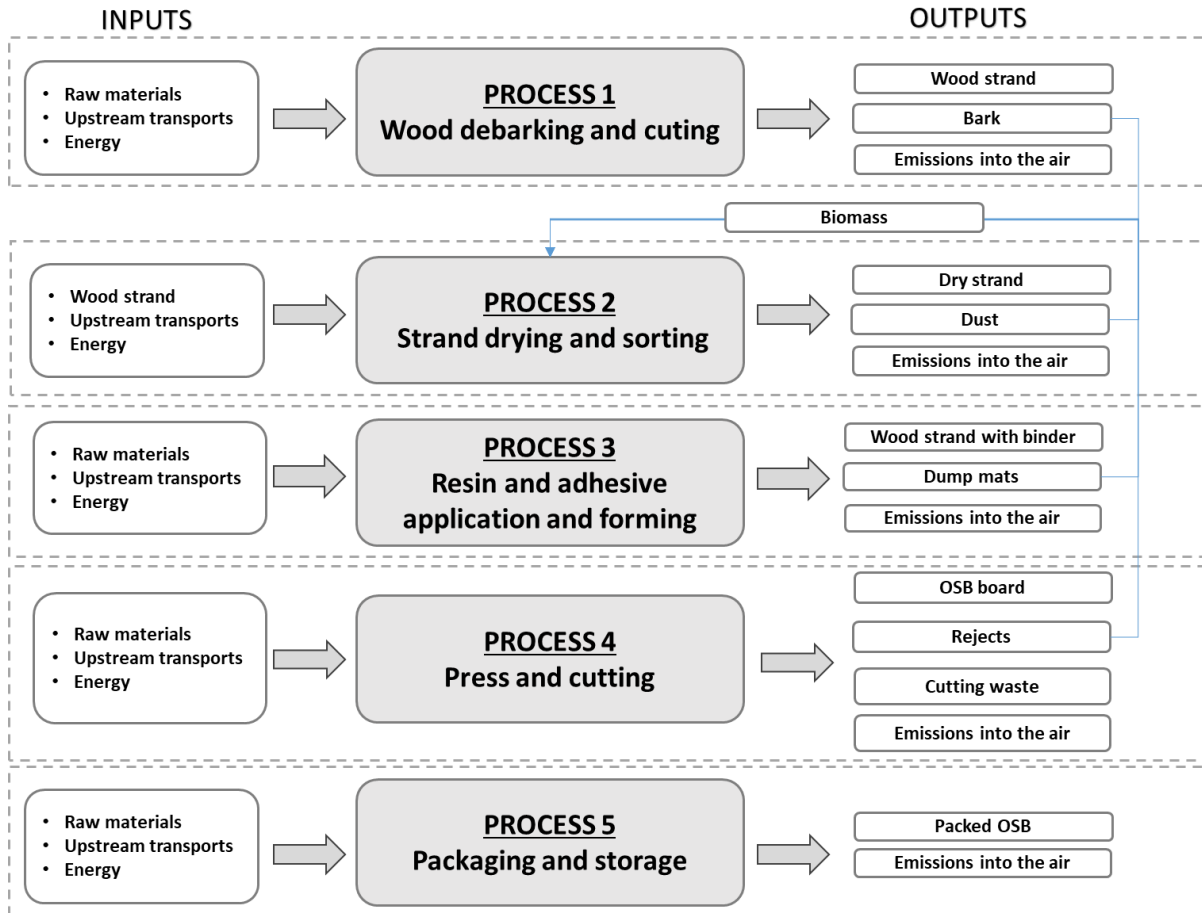 INPUTS
OUTPUTS
• Raw materials
• Upstream transports
• Energy
PROCESS 1
Wood debarking and cuting
Wood strand
Bark
Emissions into the air
Biomass
• Wood strand
• Upstream transports
• Energy
PROCESS 2
Strand drying and sorting
Dry strand
Dust
Emissions into the air
• Raw materials
• Upstream transports
• Energy
PROCESS 3
Resin and adhesive
application and forming
Wood strand with binder
Dump mats
Emissions into the air
• Raw materials
• Upstream transports
• Energy
PROCESS 4
Press and cutting
OSB board
Rejects
Cutting waste
Emissions into the air
• Raw materials
• Upstream transports
• Energy
PROCESS 5
Packaging and storage
Packed OSB
Emissions into the air